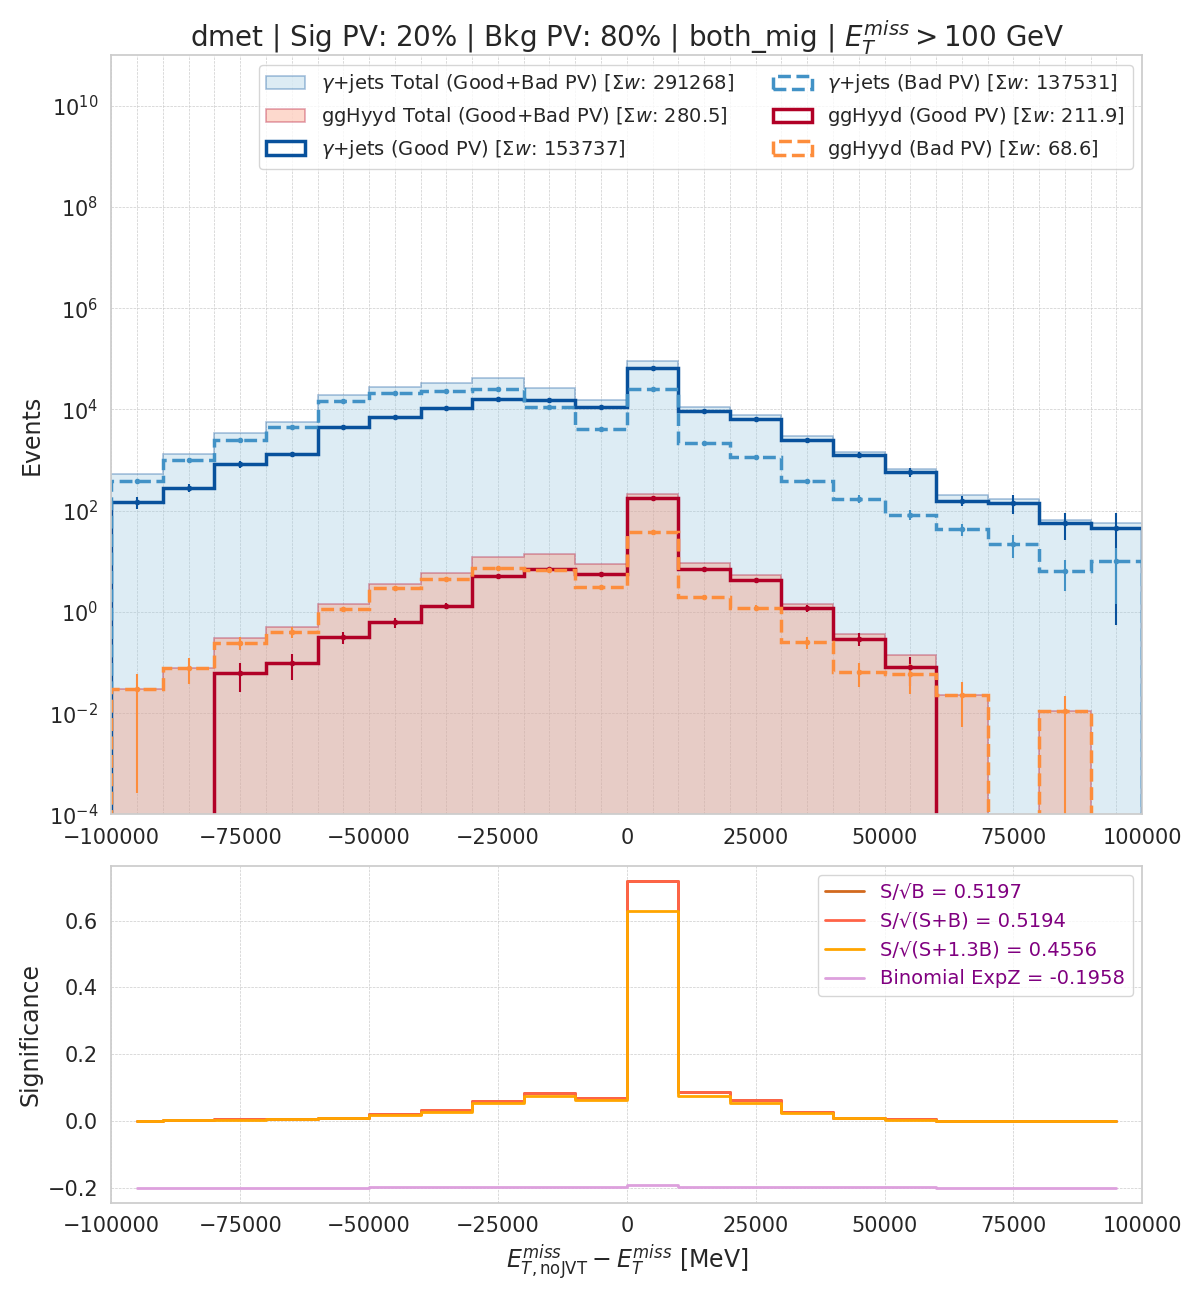 dmet | Sig PV: 20% | Bkg PV: 80% | both_mig | $E_T^{miss} > 100$ GeV
γ+jets Total (Good+Bad PV) [Σw: 291268]
ggHyyd Total (Good+Bad PV) [Σw: 280.5]
γ+jets (Good PV) [Σw: 153737]
γ+jets (Bad PV) [Σw: 137531]
ggHyyd (Good PV) [Σw: 211.9]
ggHyyd (Bad PV) [Σw: 68.6]
Events
10^{10}
10^{8}
10^{6}
10^{4}
10^{2}
10^{0}
10^{−2}
10^{−4}
−100000 −75000 −50000 −25000 0 25000 50000 75000 100000
Significance
0.6
0.4
0.2
0.0
−0.2
S/√B = 0.5197
S/√(S+B) = 0.5194
S/√(S+1.3B) = 0.4556
Binomial ExpZ = -0.1958
−100000 −75000 −50000 −25000 0 25000 50000 75000 100000
$E_{T,noJVT}^{miss} − E_T^{miss}$ [MeV]